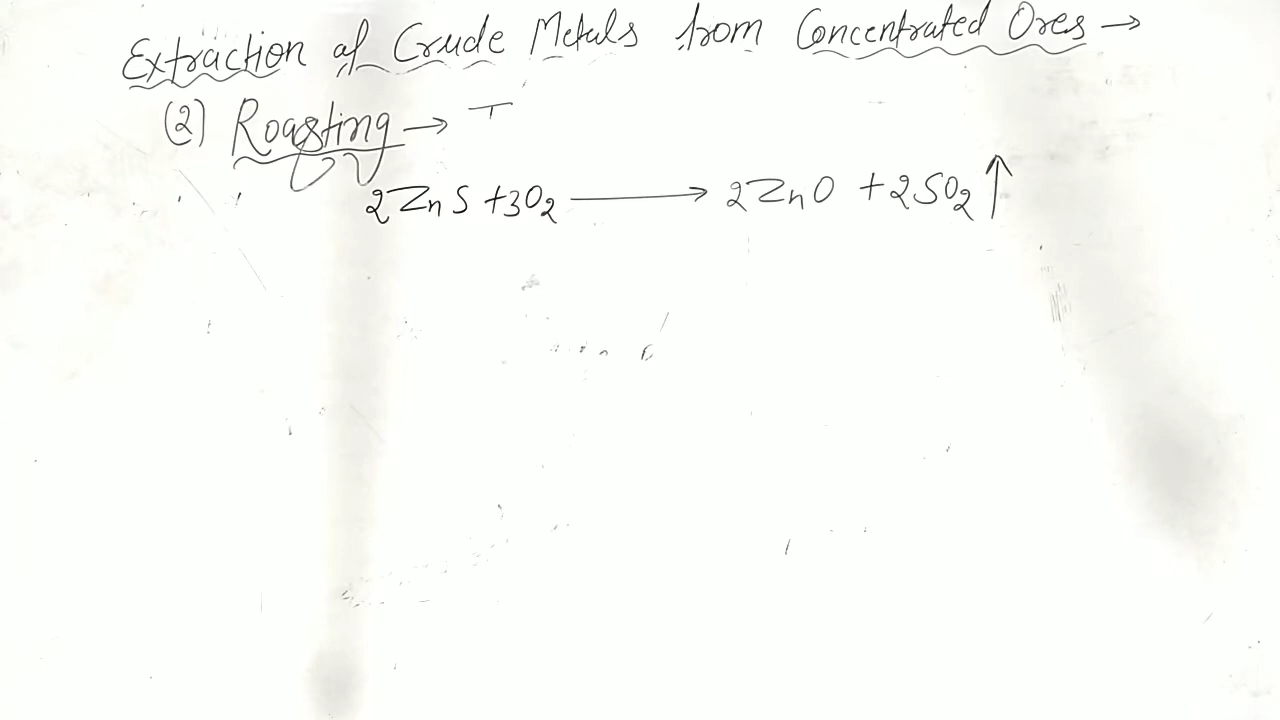 Extraction of Crude Metals from Concentrated Ores →
(2) Roasting → T
2ZnS + 3O₂ ⟶ 2ZnO + 2SO₂ ↑